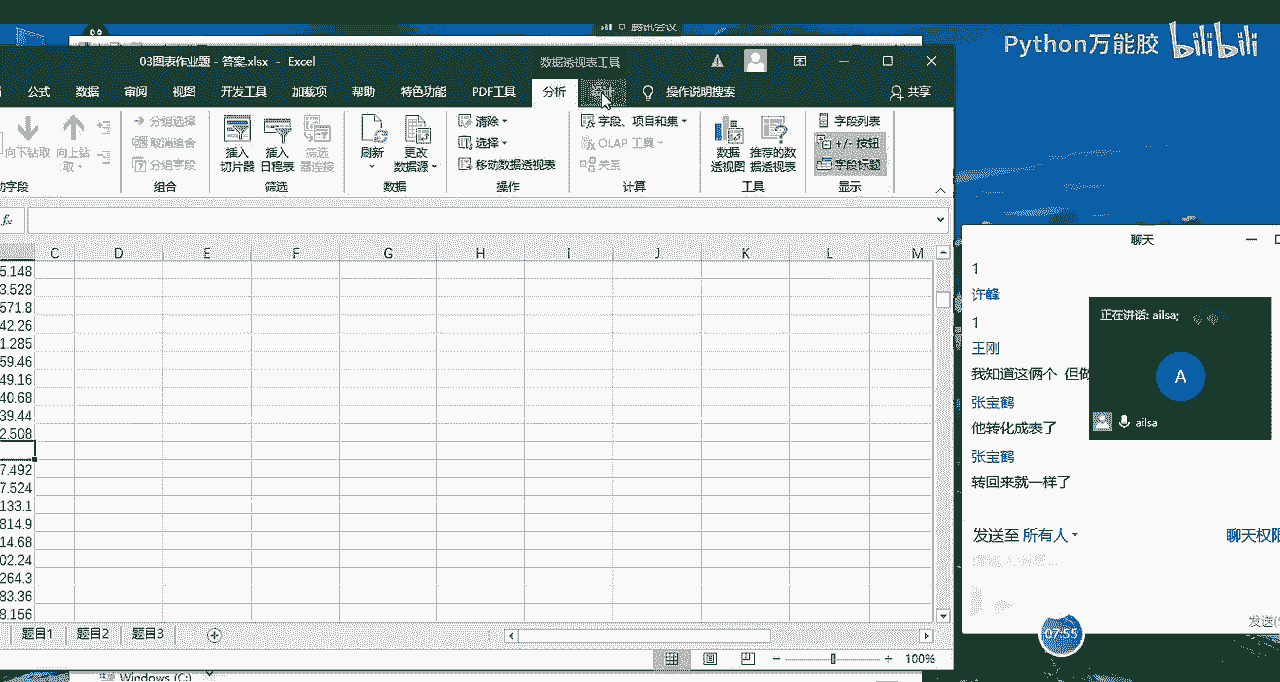 腾讯会议
Python万能胶 bilibili
03图表作业题 - 答案.xlsx - Excel
数据透视表工具
公式 数据 审阅 视图 开发工具 加载项 帮助 特色功能 PDF工具 分析 操作说明搜索 共享
向下钻取 向上钻取
分组选择
取消组合
分组字段
组合
插入切片器
插入日程表
筛选器连接
筛选
刷新
更改数据源
数据
清除
选择
移动数据透视表
操作
字段、项目和集
OLAP 工具
关系
计算
数据透视图
推荐的数据透视表
工具
字段列表
+/- 按钮
字段标题
显示
fx
C D E F G H I J K L M
5.148
3.528
571.8
42.26
1.285
59.46
49.16
40.68
39.44
2.508
7.492
7.524
133.1
814.9
14.68
02.24
264.3
83.36
8.156
题目1 题目2 题目3
100%
Windows (C:)
聊天
1
许峰
1
王刚
我知道这俩个 但做
张宝鹤
他转化成表了
张宝鹤
转回来就一样了
正在讲话: ailsa;
A
ailsa
发送至 所有人
聊天权限
07:55
发送(S